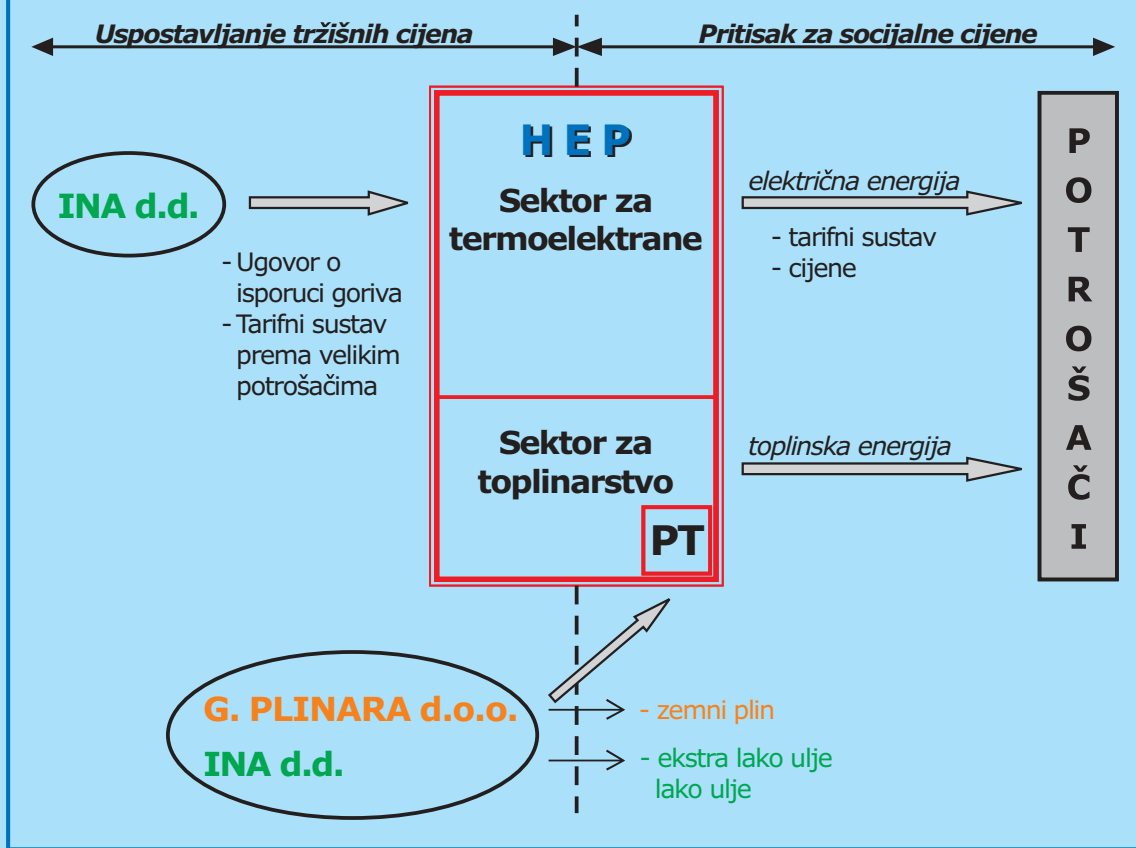 Uspostavljanje tržišnih cijena
Pritisak za socijalne cijene
INA d.d.
- Ugovor o
isporuci goriva
- Tarifni sustav
prema velikim
potrošačima
HEP
Sektor za
termoelektrane
Sektor za
toplinarstvo
PT
električna energija
- tarifni sustav
- cijene
toplinska energija
POTROŠAČI
G. PLINARA d.o.o.
- zemni plin
INA d.d.
- ekstra lako ulje
lako ulje